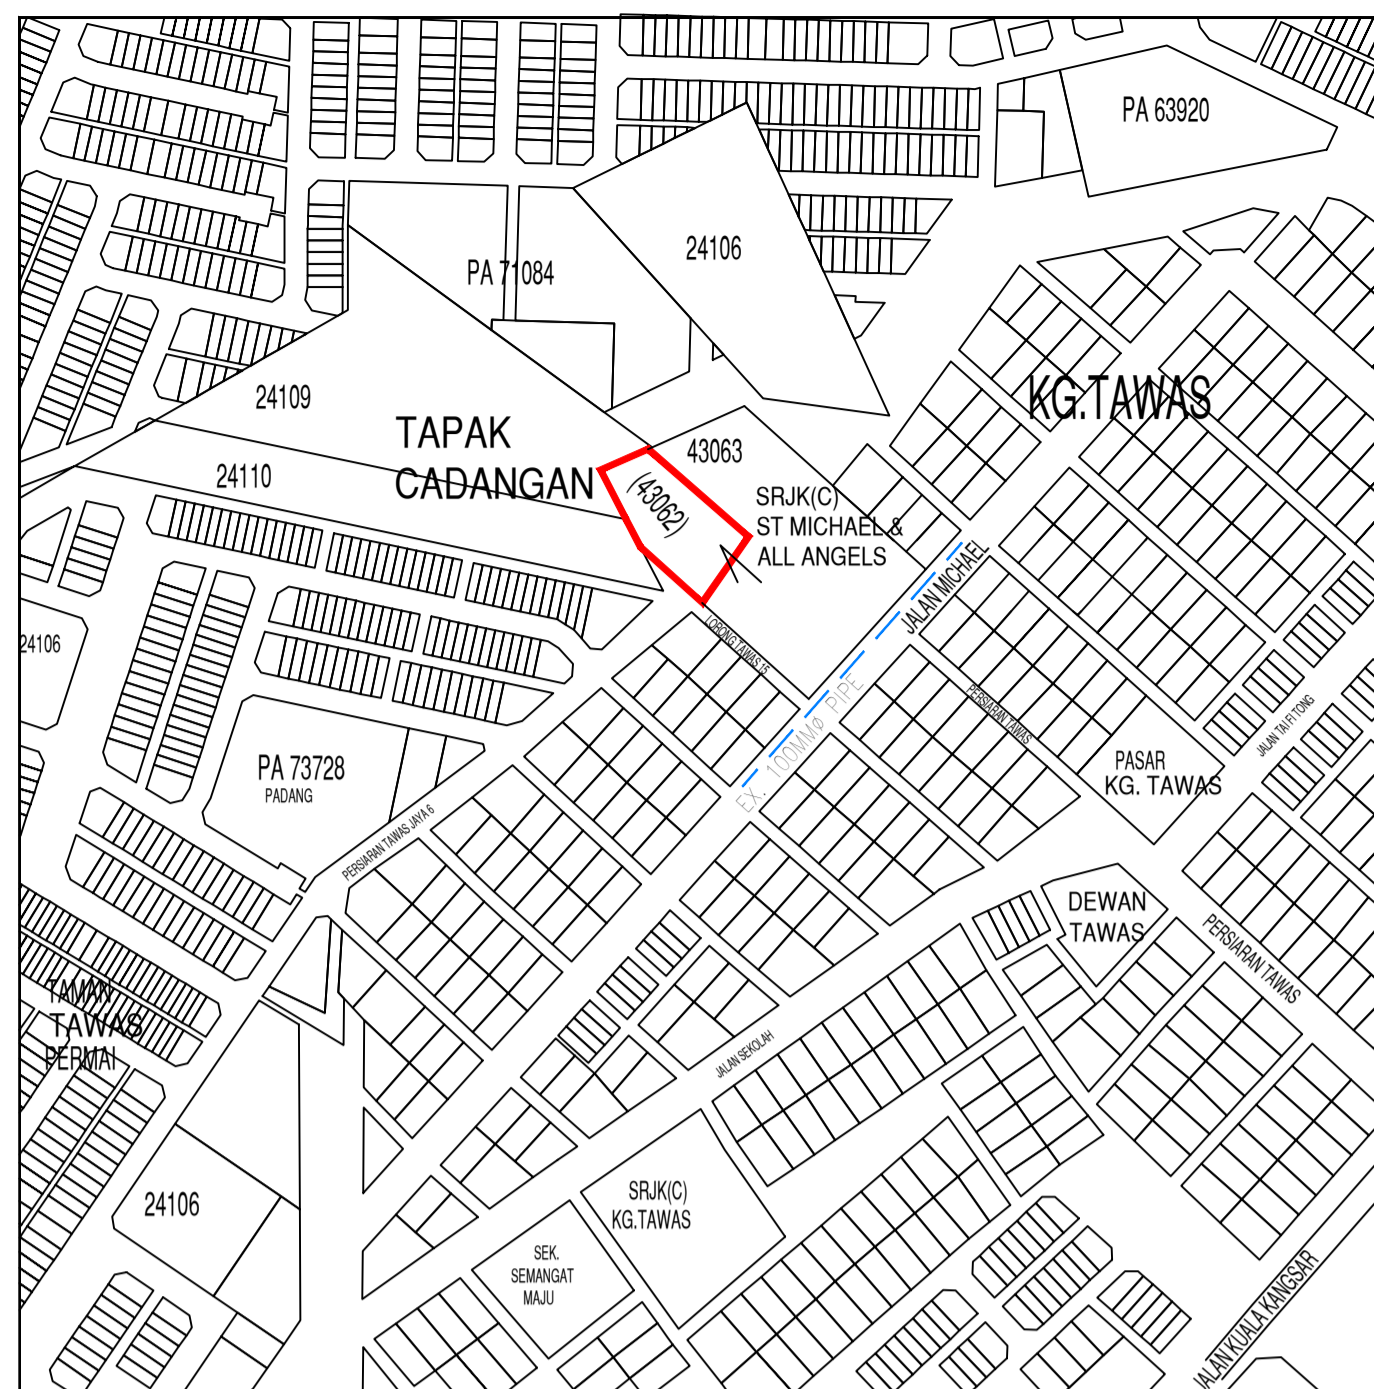 PA 63920
24106
PA 71084
KG.TAWAS
24109
TAPAK
CADANGAN
43063
24110
(43062)
SRJK(C)
ST MICHAEL &
ALL ANGELS
JALAN MICHAEL
24106
LORONG TAWAS 15
EX. 100MMØ PIPE
PERSIARAN TAWAS
JALAN TAI FI TONG
PA 73728
PADANG
PASAR
KG. TAWAS
PERSIARAN TAWAS JAYA 6
DEWAN
TAWAS
PERSIARAN TAWAS
TAMAN
TAWAS
PERMAI
JALAN SEKOLAH
24106
SRJK(C)
KG.TAWAS
SEK.
SEMANGAT
MAJU
JALAN KUALA KANGSAR